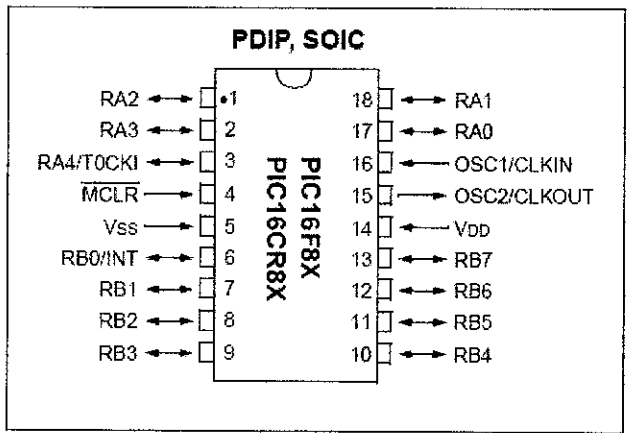 PDIP, SOIC
RA2 •1 18 RA1
RA3 2 17 RA0
RA4/T0CKI 3 16 OSC1/CLKIN
MCLR 4 15 OSC2/CLKOUT
Vss 5 14 VDD
RB0/INT 6 13 RB7
RB1 7 12 RB6
RB2 8 11 RB5
RB3 9 10 RB4
PIC16F8X
PIC16CR8X